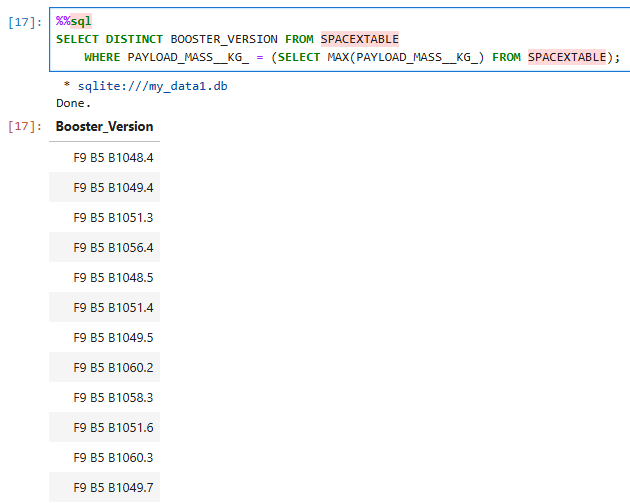 [17]: %%sql
SELECT DISTINCT BOOSTER_VERSION FROM SPACEXTABLE
WHERE PAYLOAD_MASS__KG_ = (SELECT MAX(PAYLOAD_MASS__KG_) FROM SPACEXTABLE);
* sqlite:///my_data1.db
Done.
[17]: Booster_Version
F9 B5 B1048.4
F9 B5 B1049.4
F9 B5 B1051.3
F9 B5 B1056.4
F9 B5 B1048.5
F9 B5 B1051.4
F9 B5 B1049.5
F9 B5 B1060.2
F9 B5 B1058.3
F9 B5 B1051.6
F9 B5 B1060.3
F9 B5 B1049.7